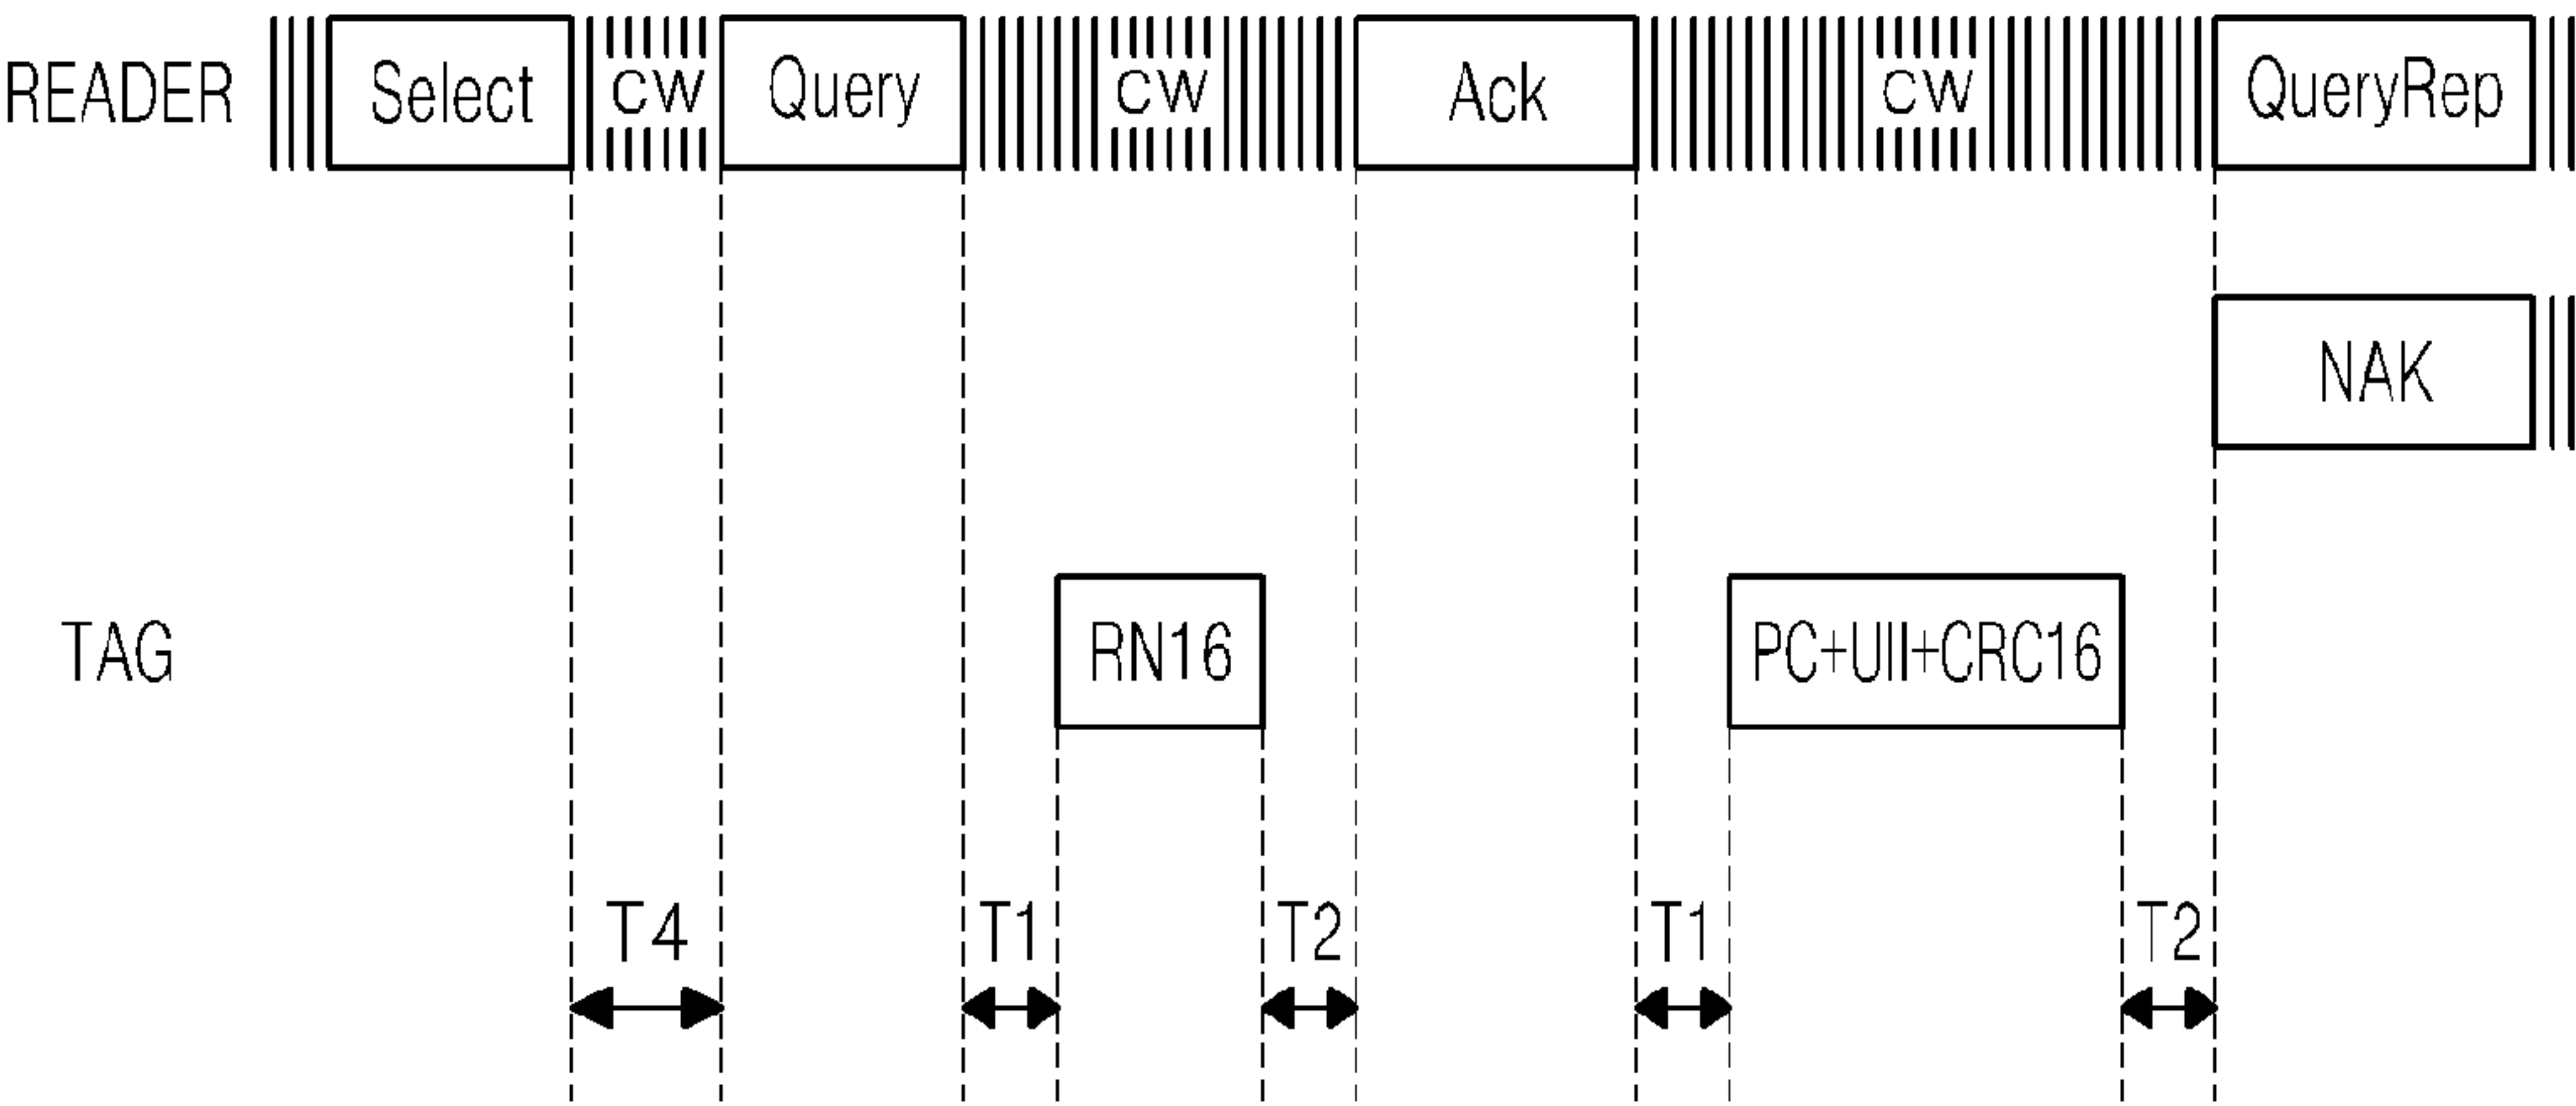 READER Select CW Query CW Ack CW QueryRep
NAK
TAG RN16 PC+UII+CRC16
T4 T1 T2 T1 T2